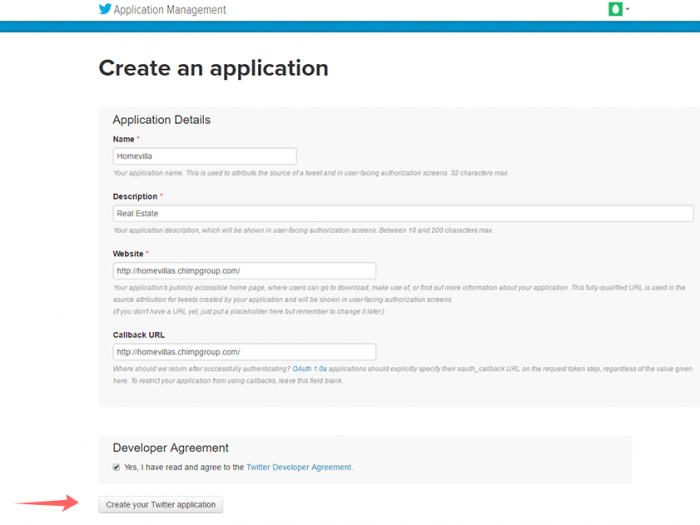 Application Management
Create an application
Application Details
Name *
Homevilla
Your application name. This is used to attribute the source of a tweet and in user-facing authorization screens. 32 characters max.
Description *
Real Estate
Your application description, which will be shown in user-facing authorization screens. Between 10 and 200 characters max.
Website *
http://homevillas.chimpgroup.com/
Your application's publicly accessible home page, where users can go to download, make use of, or find out more information about your application. This fully-qualified URL is used in the
source attribution for tweets created by your application and will be shown in user-facing authorization screens.
(If you don't have a URL yet, just put a placeholder here but remember to change it later.)
Callback URL
http://homevillas.chimpgroup.com/
Where should we return after successfully authenticating? OAuth 1.0a applications should explicitly specify their oauth_callback URL on the request token step, regardless of the value given
here. To restrict your application from using callbacks, leave this field blank.
Developer Agreement
Yes, I have read and agree to the Twitter Developer Agreement.
Create your Twitter application